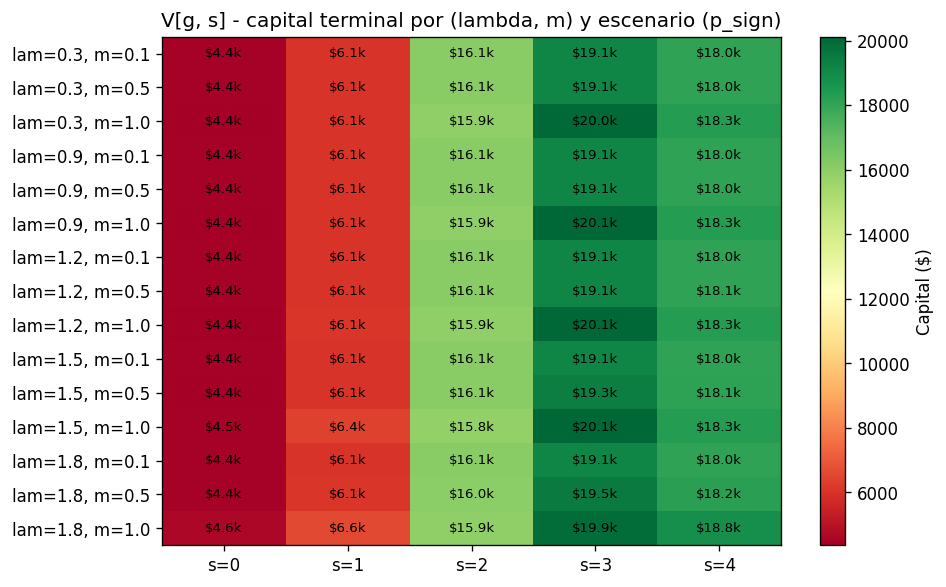 V[g, s] - capital terminal por (lambda, m) y escenario (p_sign)
lam=0.3, m=0.1 $4.4k $6.1k $16.1k $19.1k $18.0k
lam=0.3, m=0.5 $4.4k $6.1k $16.1k $19.1k $18.0k
lam=0.3, m=1.0 $4.4k $6.1k $15.9k $20.0k $18.3k
lam=0.9, m=0.1 $4.4k $6.1k $16.1k $19.1k $18.0k
lam=0.9, m=0.5 $4.4k $6.1k $16.1k $19.1k $18.0k
lam=0.9, m=1.0 $4.4k $6.1k $15.9k $20.1k $18.3k
lam=1.2, m=0.1 $4.4k $6.1k $16.1k $19.1k $18.0k
lam=1.2, m=0.5 $4.4k $6.1k $16.1k $19.1k $18.1k
lam=1.2, m=1.0 $4.4k $6.1k $15.9k $20.1k $18.3k
lam=1.5, m=0.1 $4.4k $6.1k $16.1k $19.1k $18.0k
lam=1.5, m=0.5 $4.4k $6.1k $16.1k $19.3k $18.1k
lam=1.5, m=1.0 $4.5k $6.4k $15.8k $20.1k $18.3k
lam=1.8, m=0.1 $4.4k $6.1k $16.1k $19.1k $18.0k
lam=1.8, m=0.5 $4.4k $6.1k $16.0k $19.5k $18.2k
lam=1.8, m=1.0 $4.6k $6.6k $15.9k $19.9k $18.8k
s=0 s=1 s=2 s=3 s=4
20000
18000
16000
14000
12000
10000
8000
6000
Capital ($)